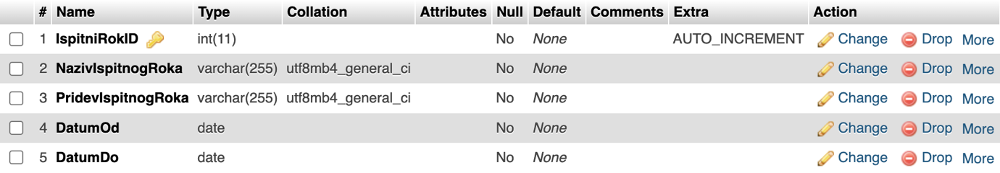 # Name Type Collation Attributes Null Default Comments Extra Action
1 IspitniRokID int(11) No None AUTO_INCREMENT Change Drop More
2 NazivIspitnogRoka varchar(255) utf8mb4_general_ci No None Change Drop More
3 PridevIspitnogRoka varchar(255) utf8mb4_general_ci No None Change Drop More
4 DatumOd date No None Change Drop More
5 DatumDo date No None Change Drop More